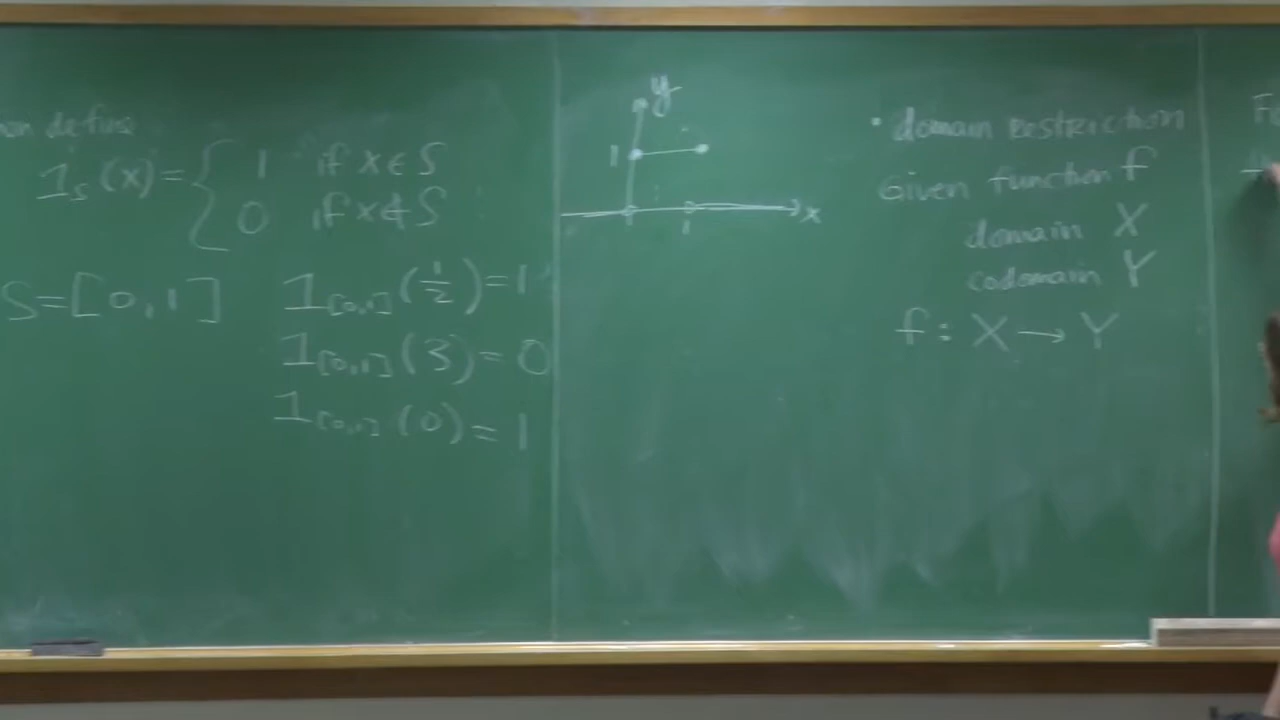 define
1_S(x) = { 1 if x ∈ S
0 if x ∉ S
S = [0,1]
1_[0,1](1/2) = 1
1_[0,1](3) = 0
1_[0,1](0) = 1
y
1
x
1
• domain restriction
Given function f
domain X
codomain Y
f: X → Y